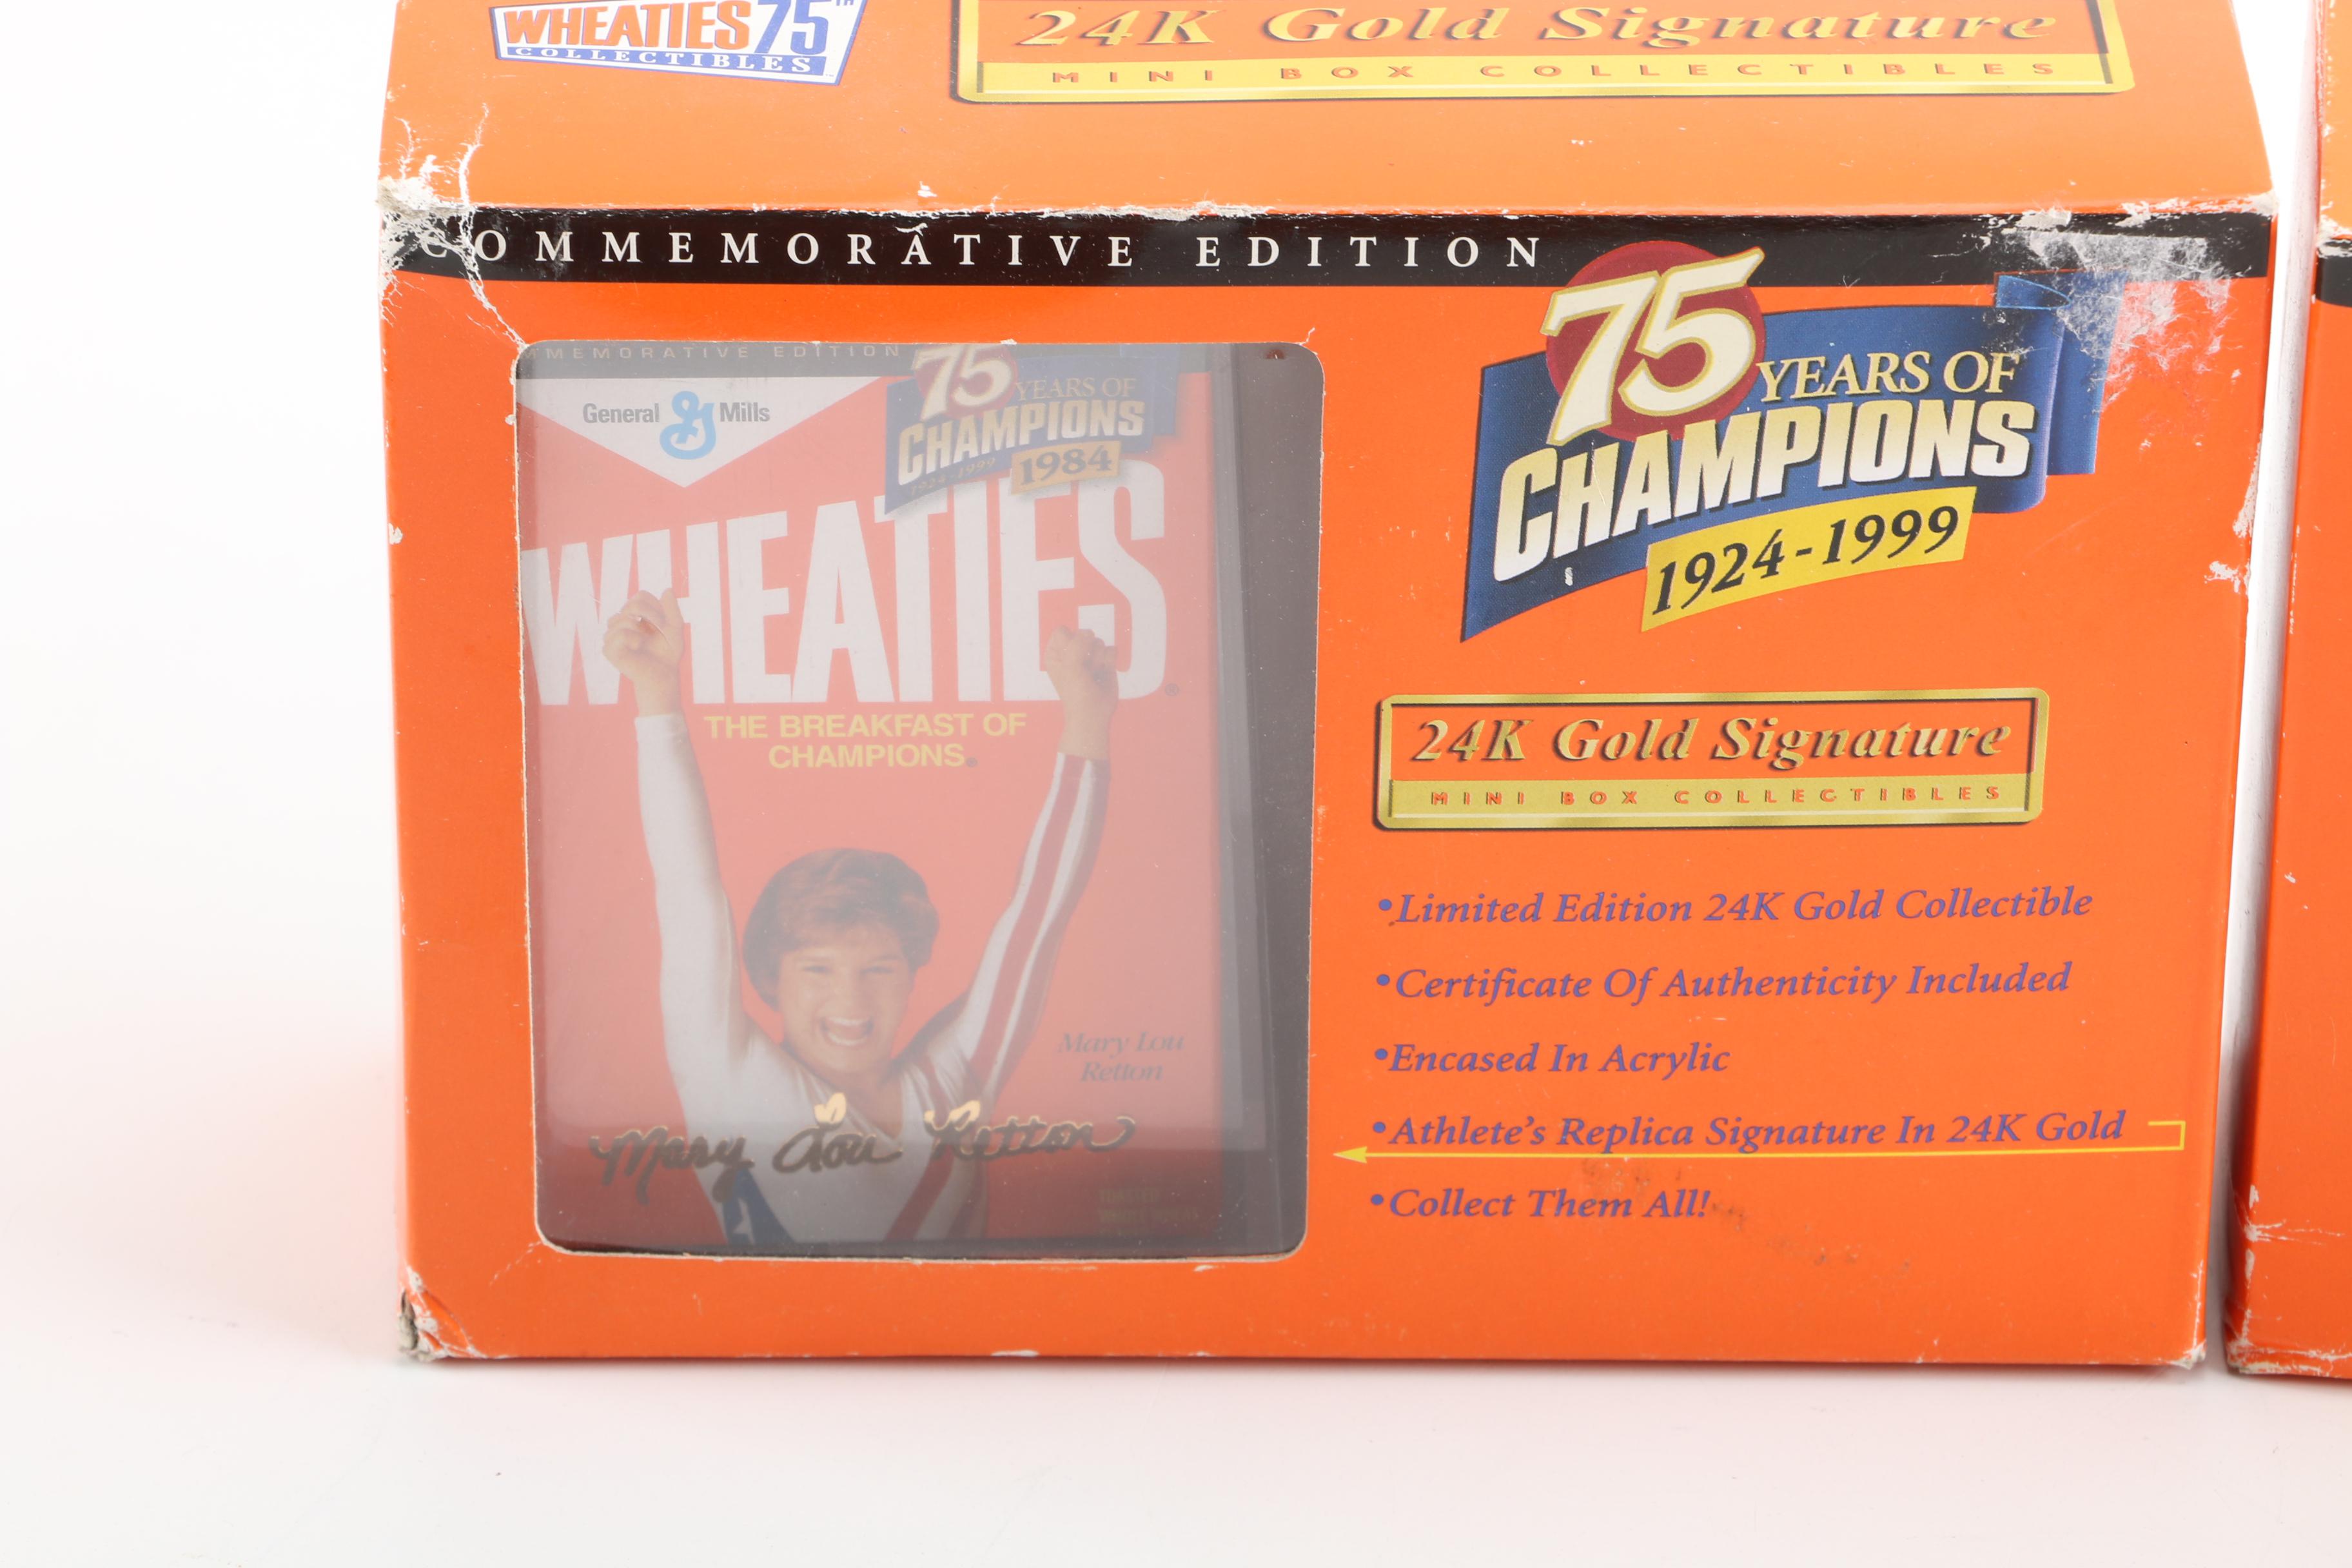 WHEATIES 75TH
COLLECTIBLES
24K Gold Signature
MINI BOX COLLECTIBLES
COMMEMORATIVE EDITION
75
YEARS OF
CHAMPIONS
1924-1999
24K Gold Signature
MINI BOX COLLECTIBLES
•Limited Edition 24K Gold Collectible
•Certificate Of Authenticity Included
•Encased In Acrylic
•Athlete's Replica Signature In 24K Gold
•Collect Them All!
MEMORATIVE EDITION
General Mills
75
YEARS OF
CHAMPIONS
1924-1999
1984
WHEATIES®
THE BREAKFAST OF
CHAMPIONS®
Mary Lou
Retton
Mary Lou Retton